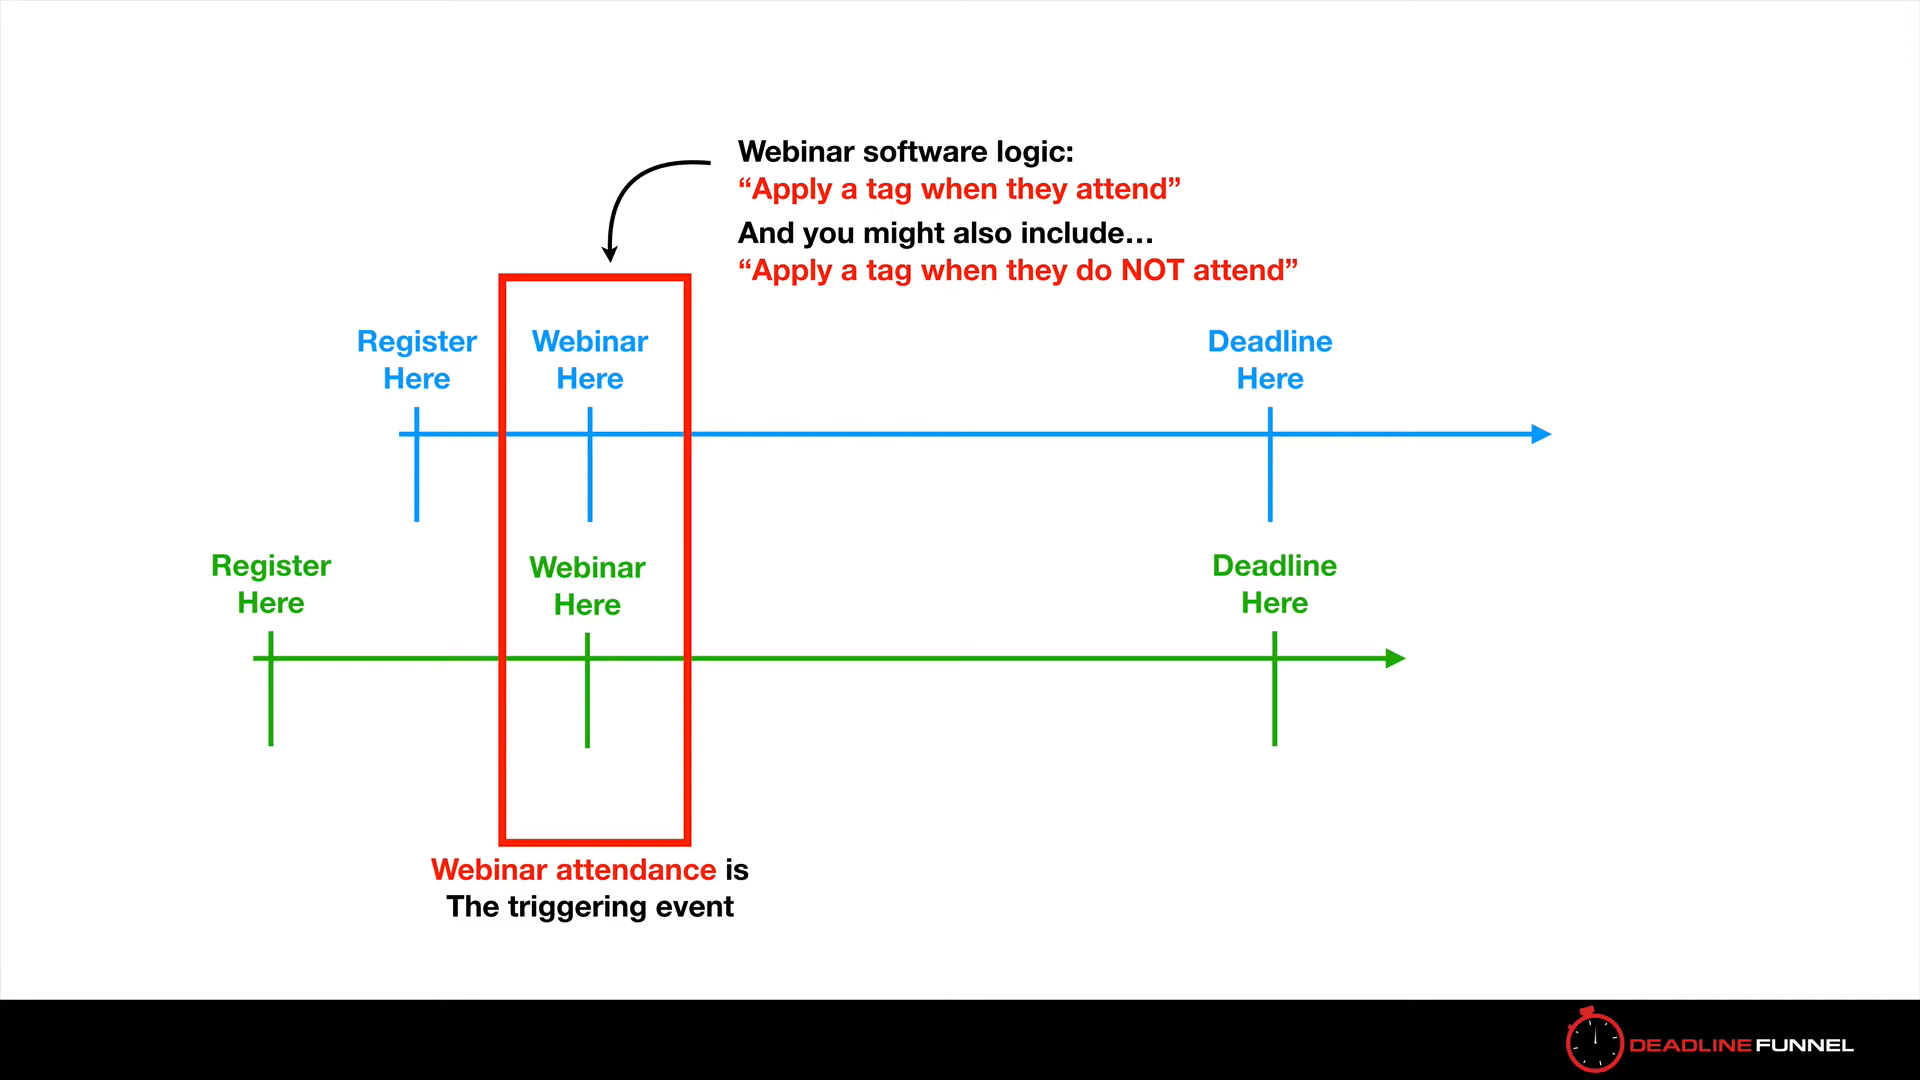 Webinar software logic:
“Apply a tag when they attend”
And you might also include…
“Apply a tag when they do NOT attend”
Register
Here
Webinar
Here
Deadline
Here
Register
Here
Webinar
Here
Deadline
Here
Webinar attendance is
The triggering event
DEADLINE FUNNEL